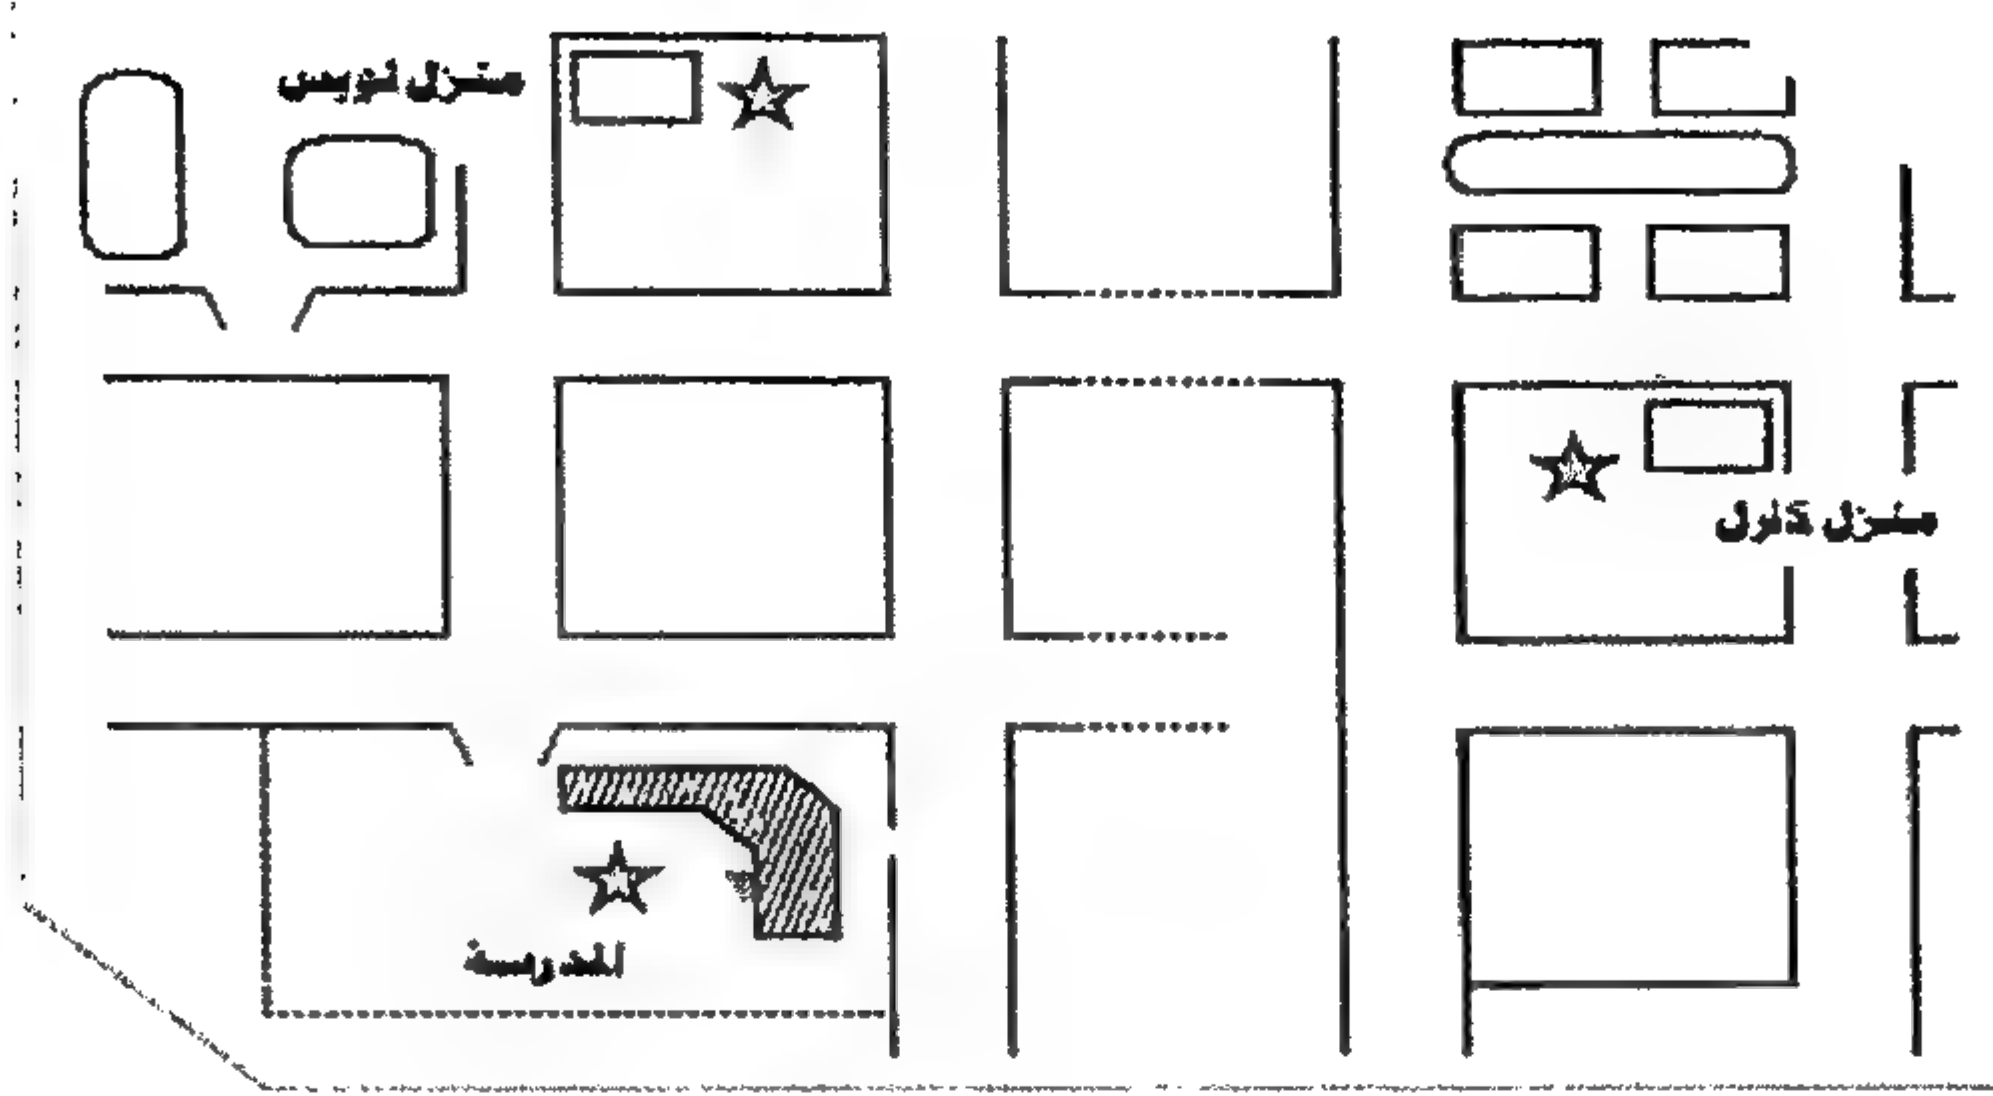 منزل لويس
منزل كارل
المدرسة